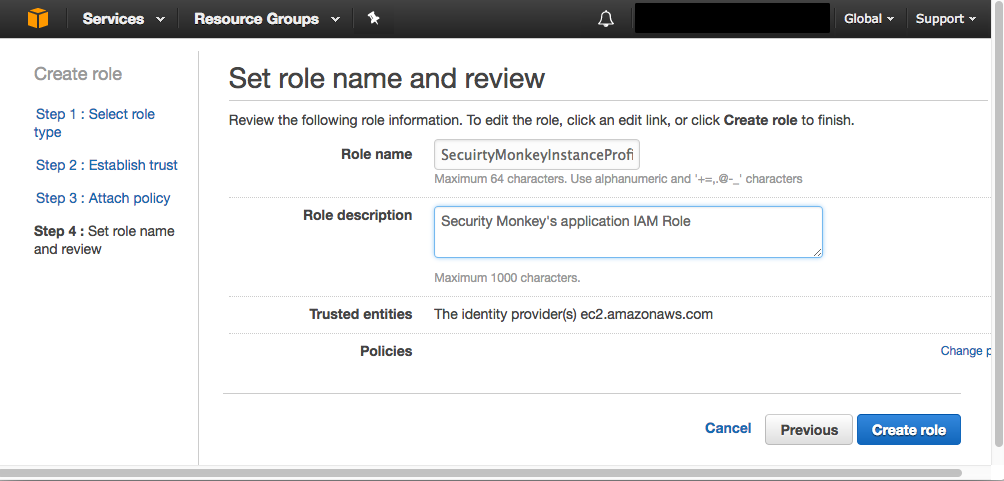 Services Resource Groups Global Support
Create role
Step 1 : Select role
type
Step 2 : Establish trust
Step 3 : Attach policy
Step 4 : Set role name
and review
Set role name and review
Review the following role information. To edit the role, click an edit link, or click Create role to finish.
Role name SecuirtyMonkeyInstanceProfi
Maximum 64 characters. Use alphanumeric and '+=,.@-_' characters
Role description Security Monkey's application IAM Role
Maximum 1000 characters.
Trusted entities The identity provider(s) ec2.amazonaws.com
Policies Change p
Cancel Previous Create role